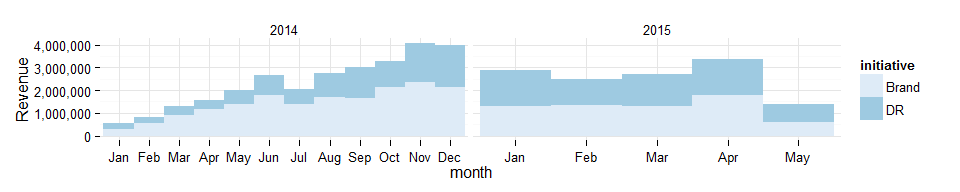 2014
2015
Revenue
4,000,000
3,000,000
2,000,000
1,000,000
0
Jan Feb Mar Apr May Jun Jul Aug Sep Oct Nov Dec
Jan Feb Mar Apr May
month
initiative
Brand
DR